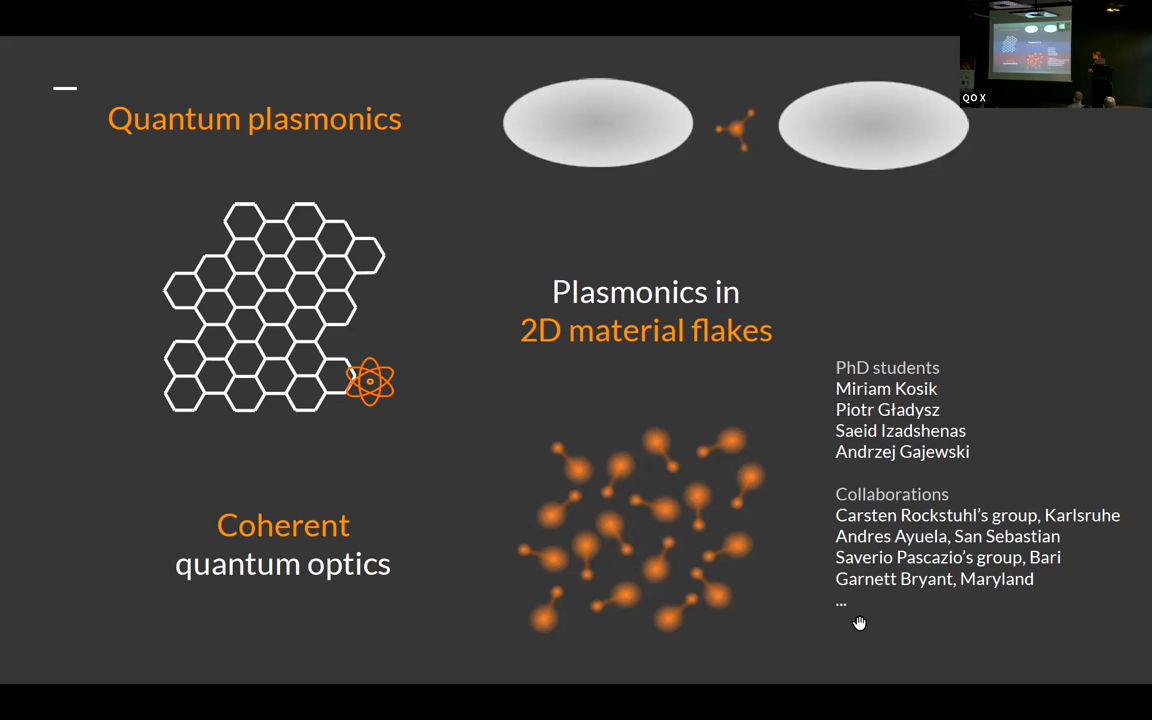 Quantum plasmonics
QO X
Plasmonics in
2D material flakes
PhD students
Miriam Kosik
Piotr Gładysz
Saeid Izadshenas
Andrzej Gajewski
Collaborations
Carsten Rockstuhl’s group, Karlsruhe
Andres Ayuela, San Sebastian
Saverio Pascazio’s group, Bari
Garnett Bryant, Maryland
...
Coherent
quantum optics